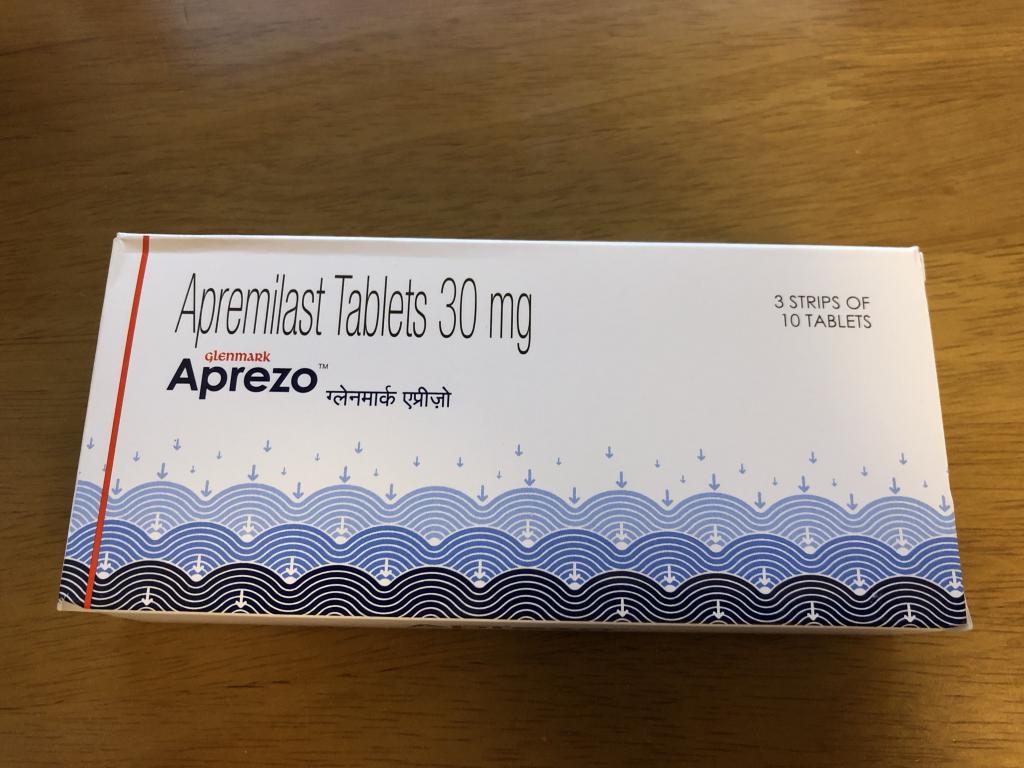 Apremilast Tablets 30 mg
3 STRIPS OF
10 TABLETS
Glenmark
Aprezo™ ग्लेनमार्क एप्रीज़ो